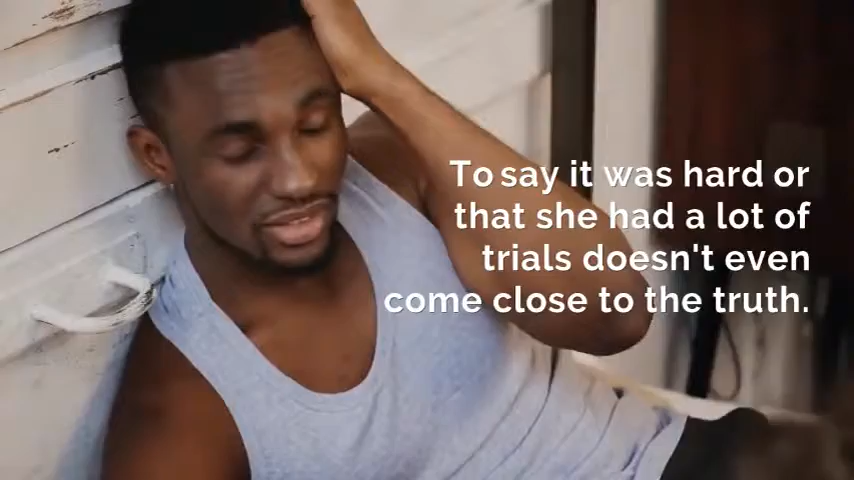 To say it was hard or
that she had a lot of
trials doesn't even
come close to the truth.